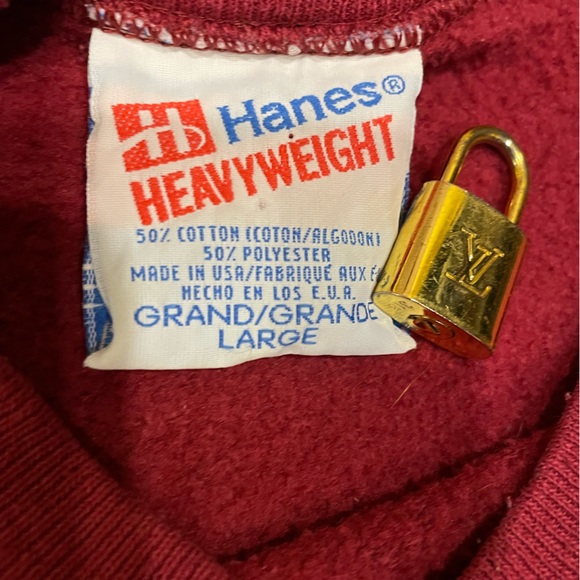 Hanes®
HEAVYWEIGHT
50% COTTON (COTON/ALGODON)
50% POLYESTER
MADE IN USA/FABRIQUÉ AUX É
HECHO EN LOS E.U.A.
GRAND/GRANDE
LARGE
LV